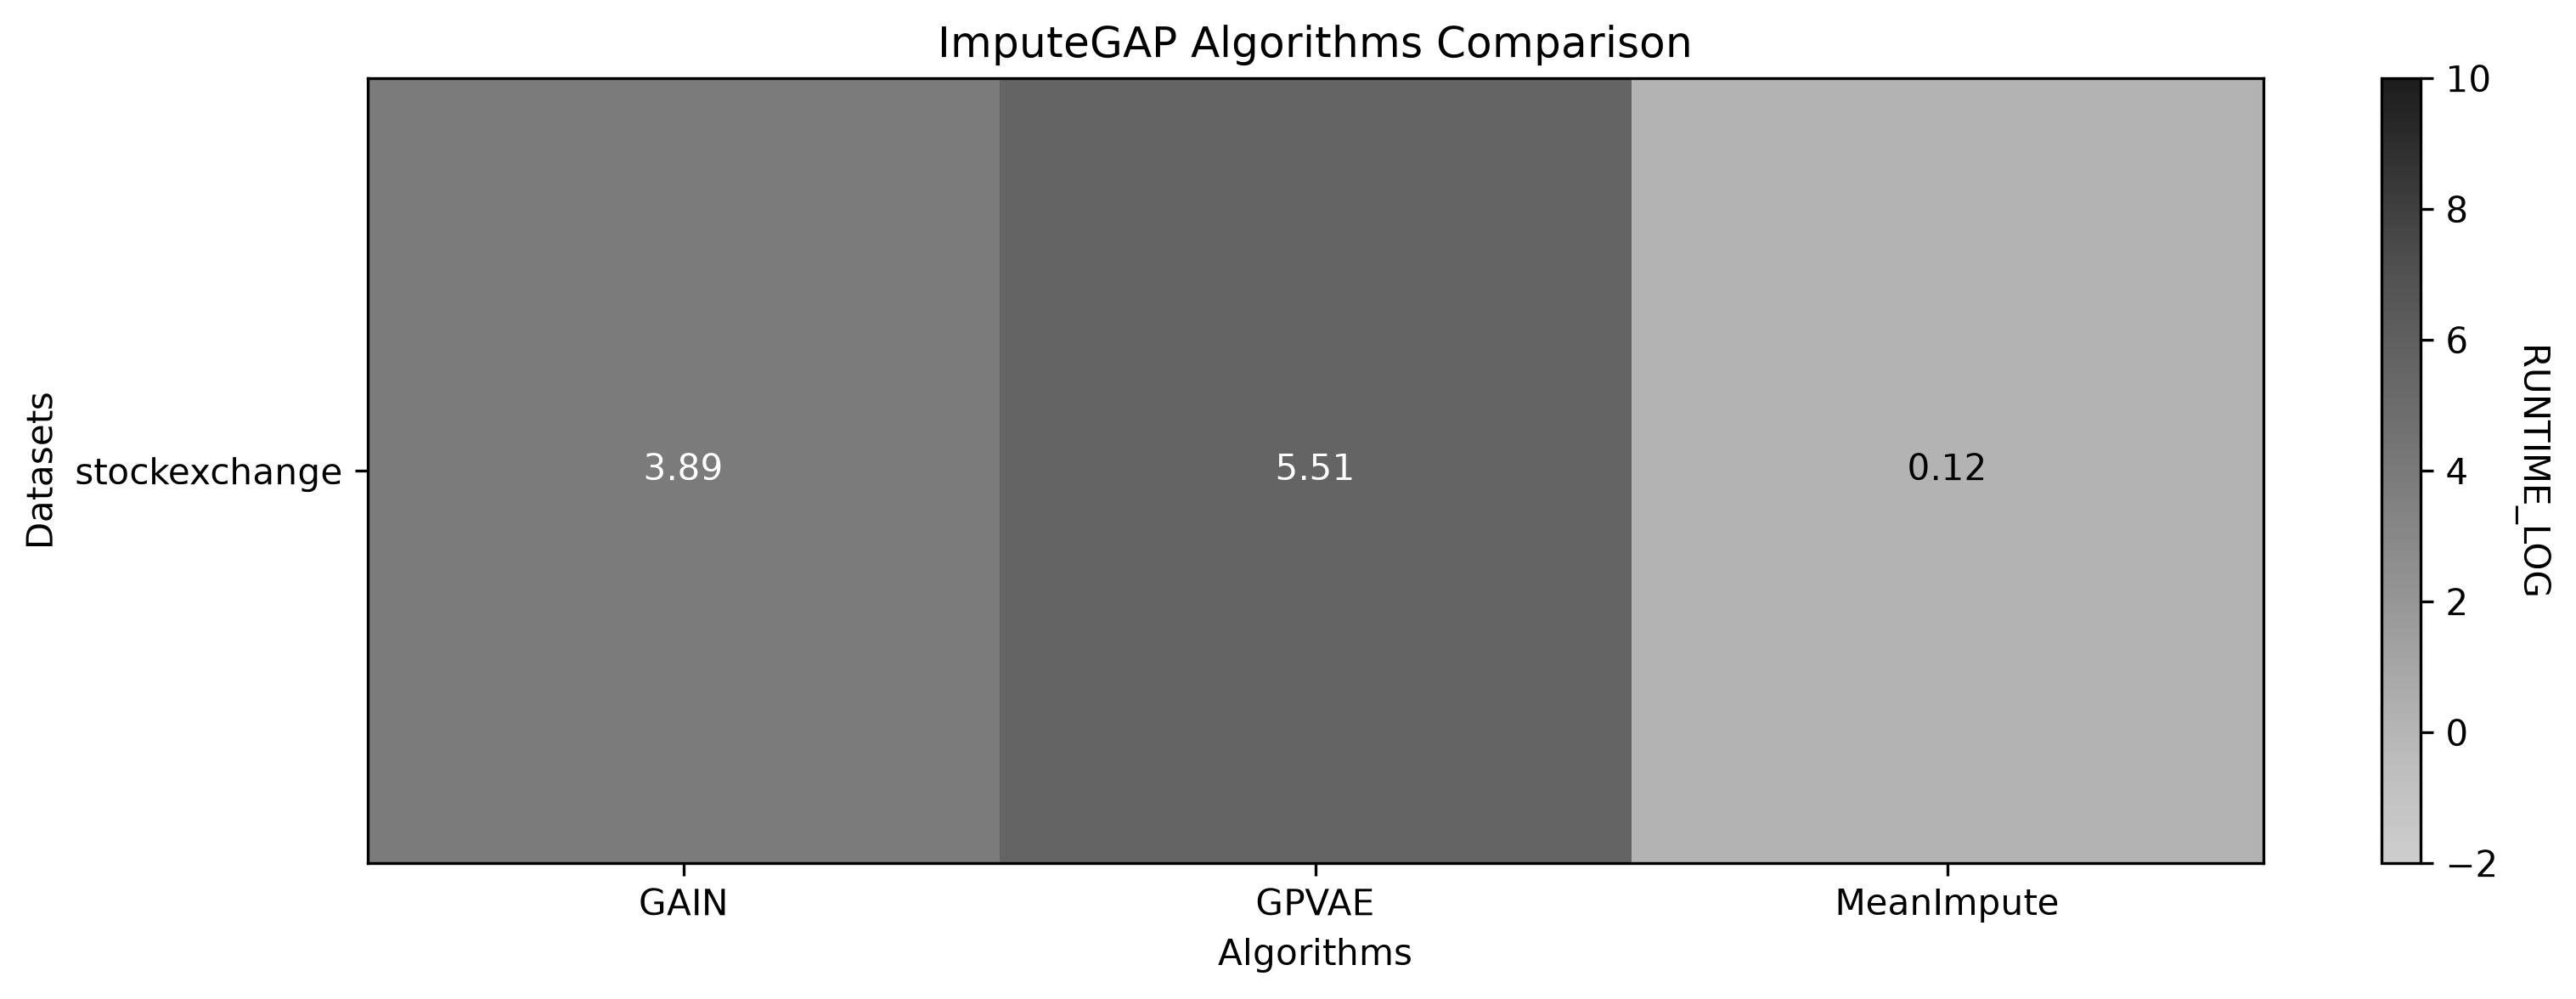 ImputeGAP Algorithms Comparison
Datasets
stockexchange
3.89
5.51
0.12
GAIN
GPVAE
MeanImpute
Algorithms
10
8
6
4
2
0
−2
RUNTIME_LOG